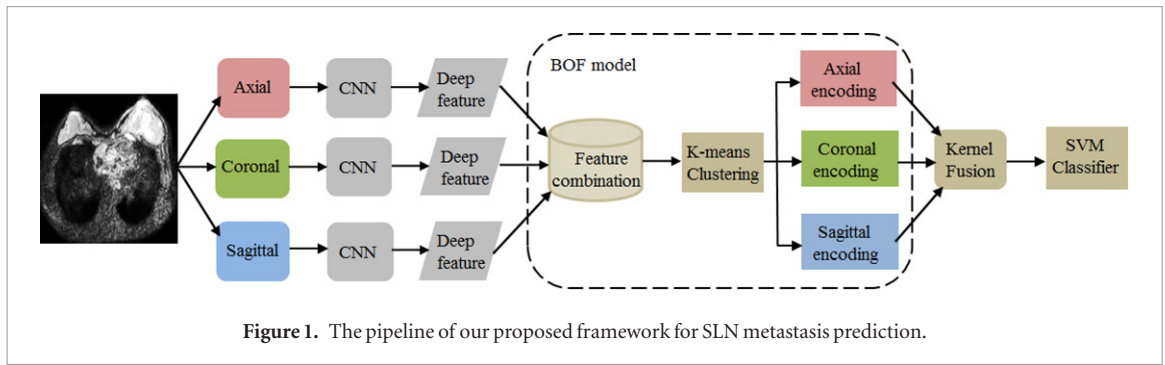 BOF model
Axial
CNN
Deep
feature
Axial
encoding
Coronal
CNN
Deep
feature
Feature
combination
K-means
Clustering
Coronal
encoding
Kernel
Fusion
SVM
Classifier
Sagittal
CNN
Deep
feature
Sagittal
encoding
Figure 1. The pipeline of our proposed framework for SLN metastasis prediction.